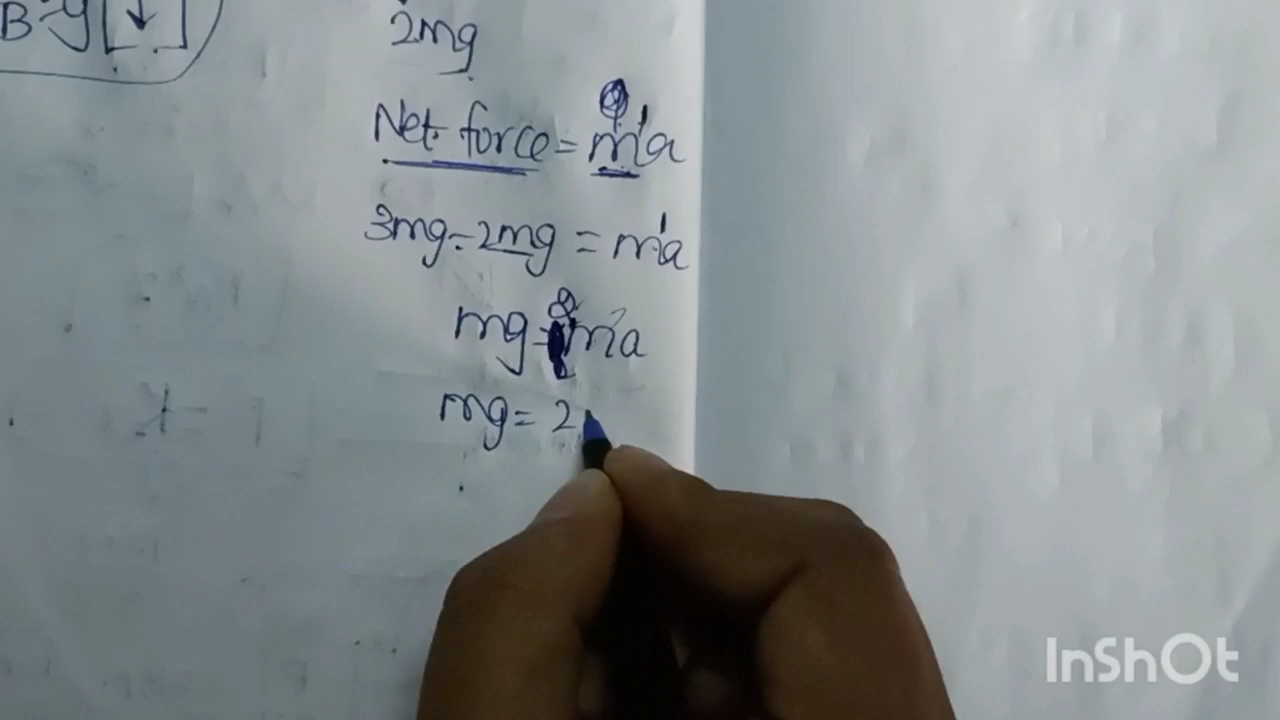 B -g [↓]
2mg
Net force = m'a
3mg - 2mg = m'a
mg = m'a
mg = 2
InShOt